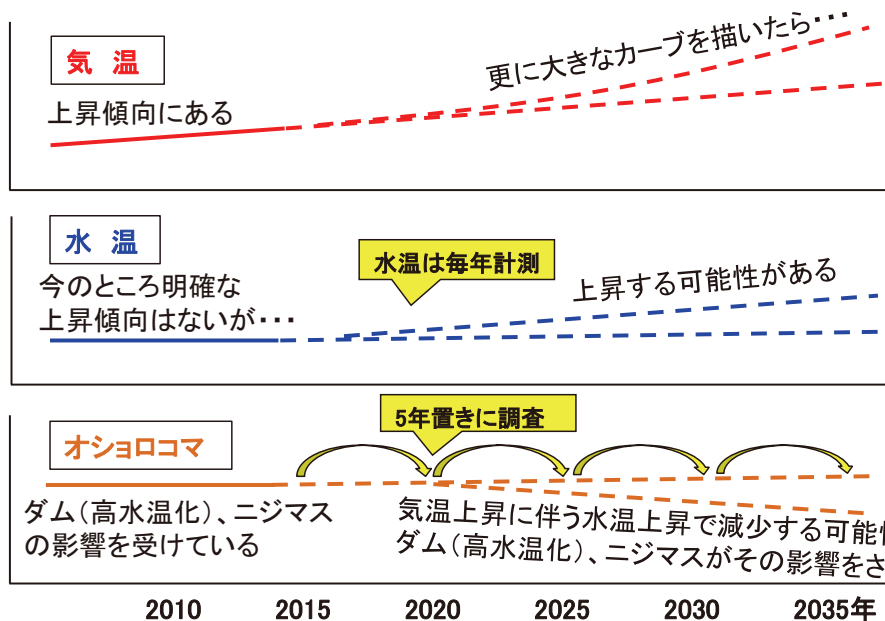 気 温
上昇傾向にある
更に大きなカーブを描いたら・・・
水 温
今のところ明確な
上昇傾向はないが・・・
水温は毎年計測
上昇する可能性がある
オショロコマ
5年置きに調査
ダム（高水温化）、ニジマス
の影響を受けている
気温上昇に伴う水温上昇で減少する可能性
ダム（高水温化）、ニジマスがその影響をさ
2010 2015 2020 2025 2030 2035年